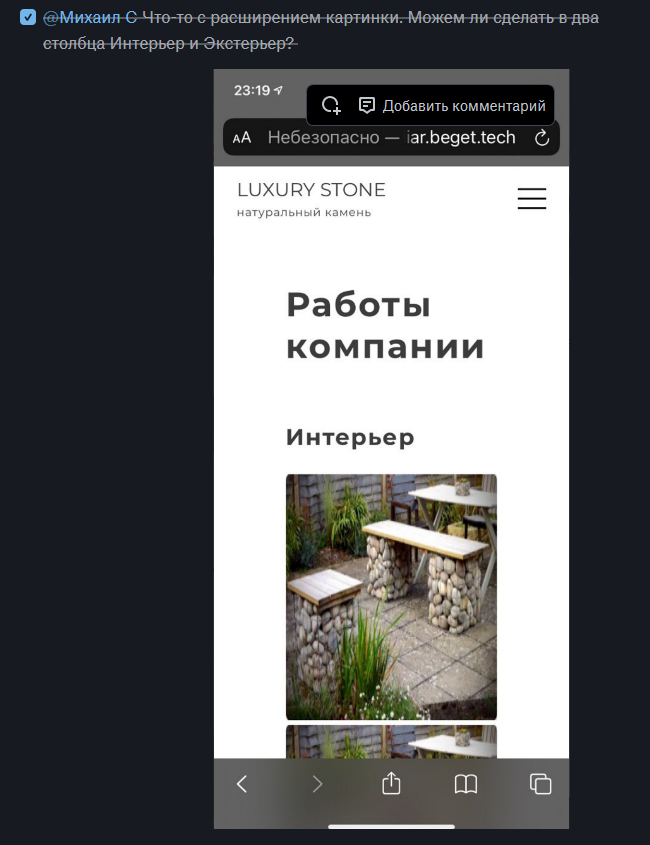 @Михаил С Что-то с расширением картинки. Можем ли сделать в два
столбца Интерьер и Экстерьер?
23:19
Добавить комментарий
AA Небезопасно — iar.beget.tech
LUXURY STONE
натуральный камень
Работы
компании
Интерьер